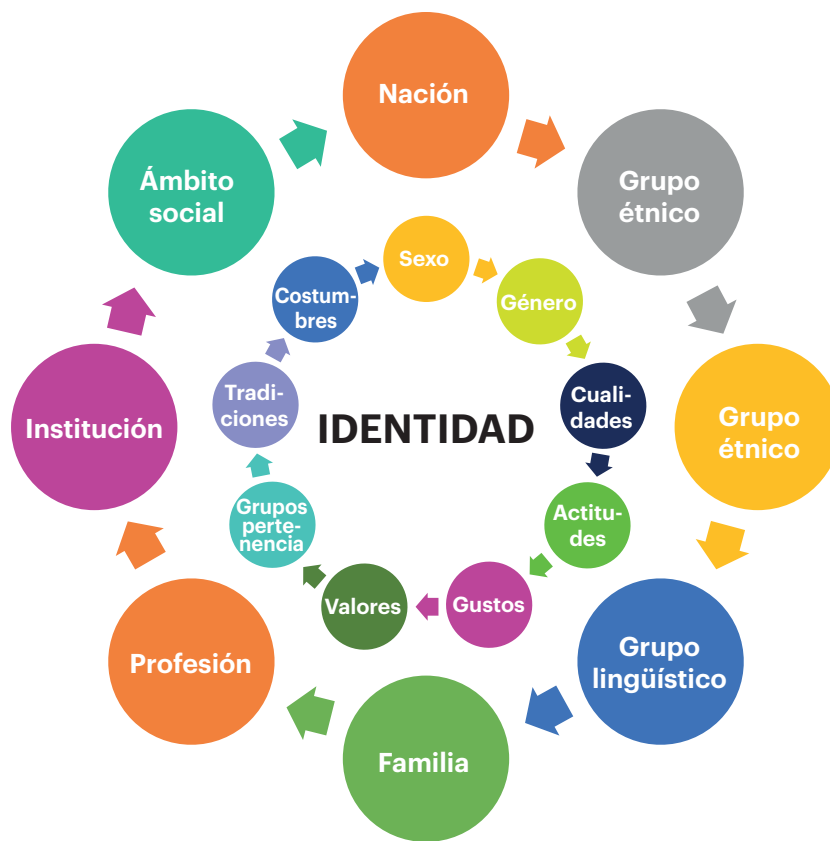 Nación
Grupo
étnico
Grupo
étnico
Grupo
lingüístico
Familia
Profesión
Institución
Ámbito
social
Sexo
Género
Cuali-
dades
Actitu-
des
Gustos
Valores
Grupos
perte-
nencia
Tradi-
ciones
Costum-
bres
IDENTIDAD